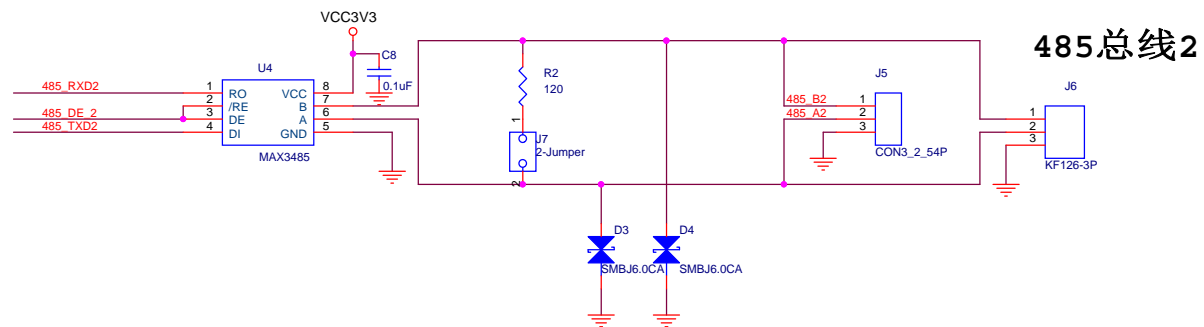 VCC3V3
485总线2
C8
0.1uF
U4
485_RXD2
485_DE_2
485_TXD2
1
2
3
4
RO
/RE
DE
DI
VCC
B
A
GND
8
7
6
5
MAX3485
R2
120
1
J7
2-Jumper
2
D3
SMBJ6.0CA
D4
SMBJ6.0CA
J5
485_B2
485_A2
1
2
3
CON3_2_54P
J6
1
2
3
KF126-3P